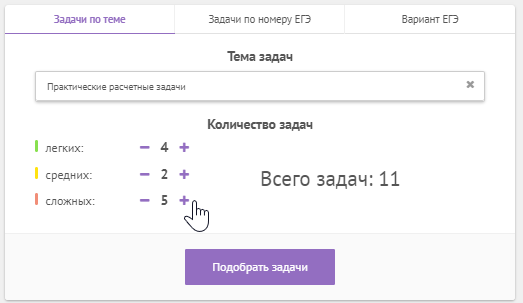 Задачи по теме
Задачи по номеру ЕГЭ
Вариант ЕГЭ
Тема задач
Практические расчетные задачи ×
Количество задач
легких: − 4 +
средних: − 2 +
сложных: − 5 +
Всего задач: 11
Подобрать задачи